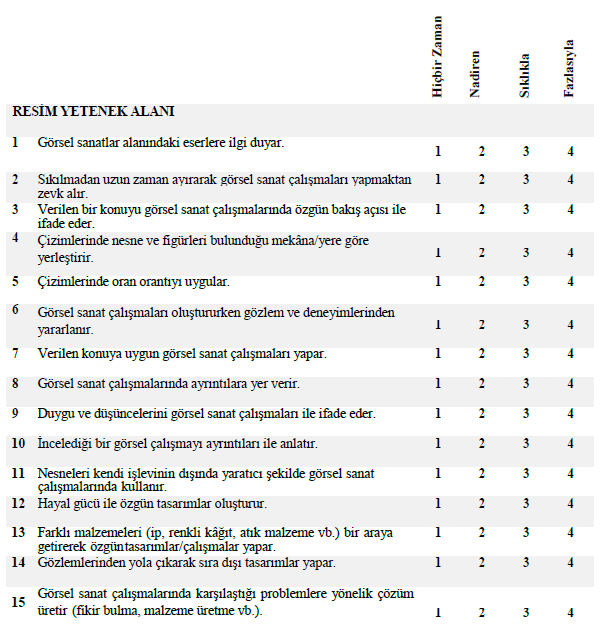 Hiçbir Zaman
Nadiren
Sıklıkla
Fazlasıyla
RESİM YETENEK ALANI
1 Görsel sanatlar alanındaki eserlere ilgi duyar. 1 2 3 4
2 Sıkılmadan uzun zaman ayırarak görsel sanat çalışmaları yapmaktan 1 2 3 4
zevk alır.
3 Verilen bir konuyu görsel sanat çalışmalarında özgün bakış açısı ile 1 2 3 4
ifade eder.
4 Çizimlerinde nesne ve figürleri bulunduğu mekâna/yere göre
yerleştirir. 1 2 3 4
5 Çizimlerinde oran orantıyı uygular. 1 2 3 4
6 Görsel sanat çalışmaları oluştururken gözlem ve deneyimlerinden
yararlanır. 1 2 3 4
7 Verilen konuya uygun görsel sanat çalışmaları yapar. 1 2 3 4
8 Görsel sanat çalışmalarında ayrıntılara yer verir. 1 2 3 4
9 Duygu ve düşüncelerini görsel sanat çalışmaları ile ifade eder. 1 2 3 4
10 İncelediği bir görsel çalışmayı ayrıntıları ile anlatır. 1 2 3 4
11 Nesneleri kendi işlevinin dışında yaratıcı şekilde görsel sanat 1 2 3 4
çalışmalarında kullanır.
12 Hayal gücü ile özgün tasarımlar oluşturur. 1 2 3 4
13 Farklı malzemeleri (ip, renkli kâğıt, atık malzeme vb.) bir araya 1 2 3 4
getirerek özgüntasarımlar/çalışmalar yapar.
14 Gözlemlerinden yola çıkarak sıra dışı tasarımlar yapar. 1 2 3 4
15 Görsel sanat çalışmalarında karşılaştığı problemlere yönelik çözüm
üretir (fikir bulma, malzeme üretme vb.). 1 2 3 4